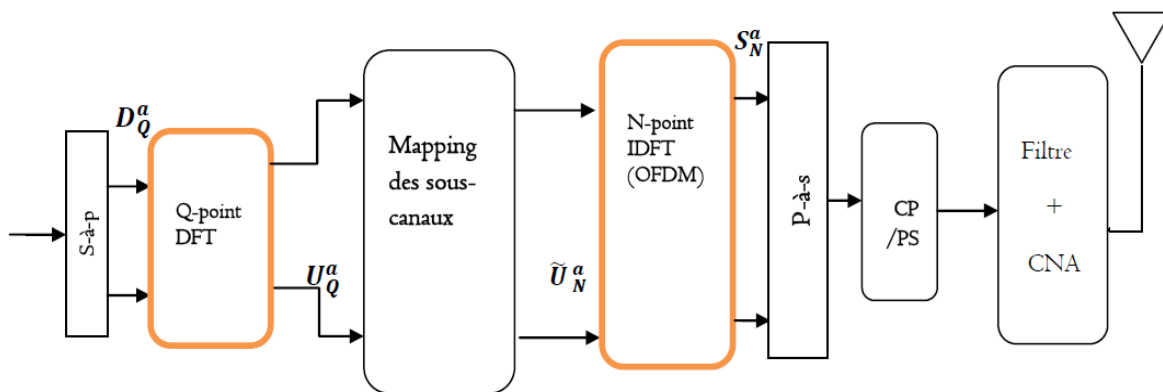 S-à-p
D_Q^a
Q-point
DFT
U_Q^a
Mapping
des sous-
canaux
Ũ_N^a
N-point
IDFT
(OFDM)
S_N^a
P-à-s
CP
/PS
Filtre
+
CNA